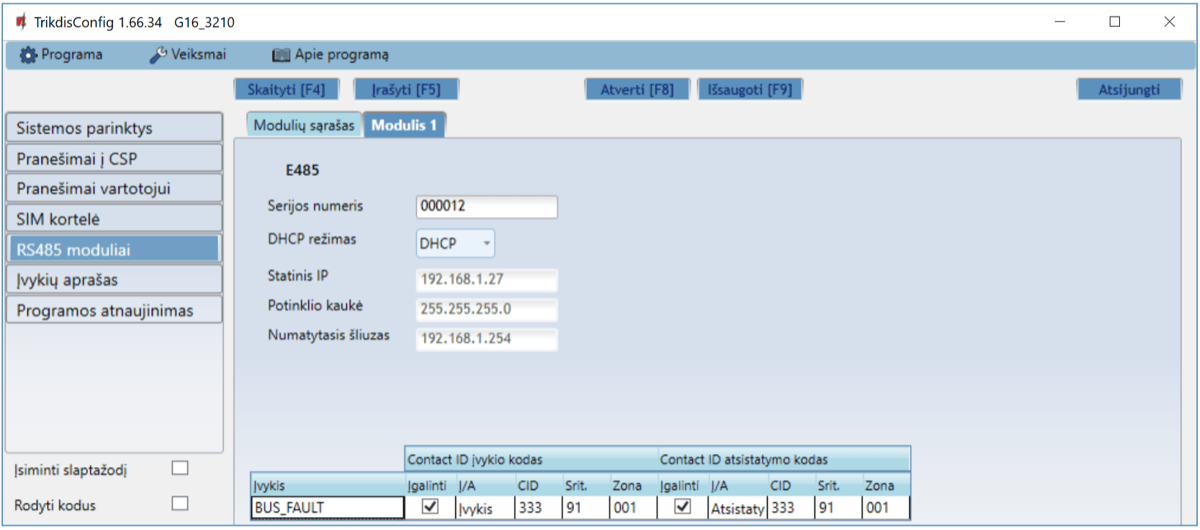 TrikdisConfig 1.66.34 G16_3210
Programa Veiksmai Apie programą
Skaityti [F4] Įrašyti [F5] Atverti [F8] Išsaugoti [F9] Atsijungti
Sistemos parinktys
Pranešimai į CSP
Pranešimai vartotojui
SIM kortelė
RS485 moduliai
Įvykių aprašas
Programos atnaujinimas
Įsiminti slaptažodį
Rodyti kodus
Modulių sąrašas Modulis 1
E485
Serijos numeris 000012
DHCP režimas DHCP
Statinis IP 192.168.1.27
Potinklio kaukė 255.255.255.0
Numatytasis šliuzas 192.168.1.254
Contact ID įvykio kodas Contact ID atsistatymo kodas
Įvykis Įgalinti Į/A CID Srit. Zona Įgalinti Į/A CID Srit. Zona
BUS_FAULT Įvykis 333 91 001 Atsistaty 333 91 001